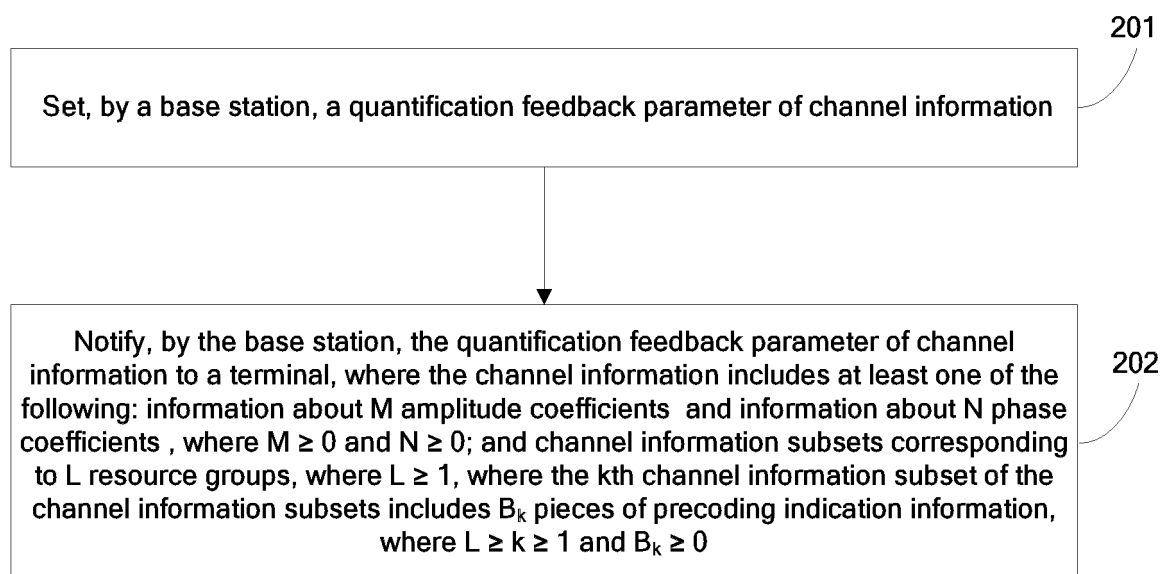 201
Set, by a base station, a quantification feedback parameter of channel information
Notify, by the base station, the quantification feedback parameter of channel
information to a terminal, where the channel information includes at least one of the
following: information about M amplitude coefficients and information about N phase
coefficients , where M ≥ 0 and N ≥ 0; and channel information subsets corresponding
to L resource groups, where L ≥ 1, where the kth channel information subset of the
channel information subsets includes Bk pieces of precoding indication information,
where L ≥ k ≥ 1 and Bk ≥ 0
202